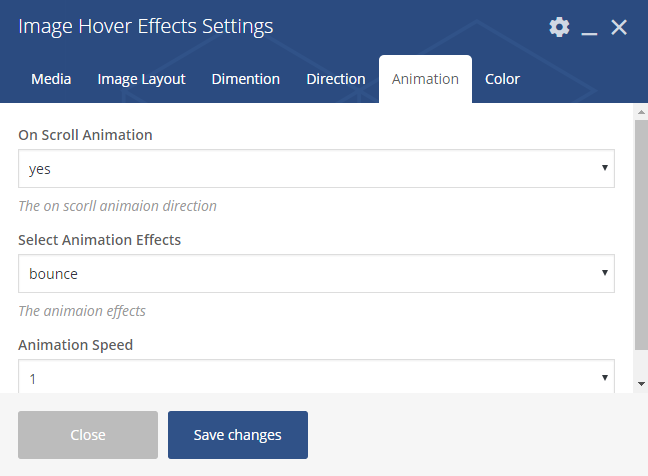 Image Hover Effects Settings
Media Image Layout Dimention Direction Animation Color
On Scroll Animation
yes
The on scorll animaion direction
Select Animation Effects
bounce
The animaion effects
Animation Speed
1
Close Save changes